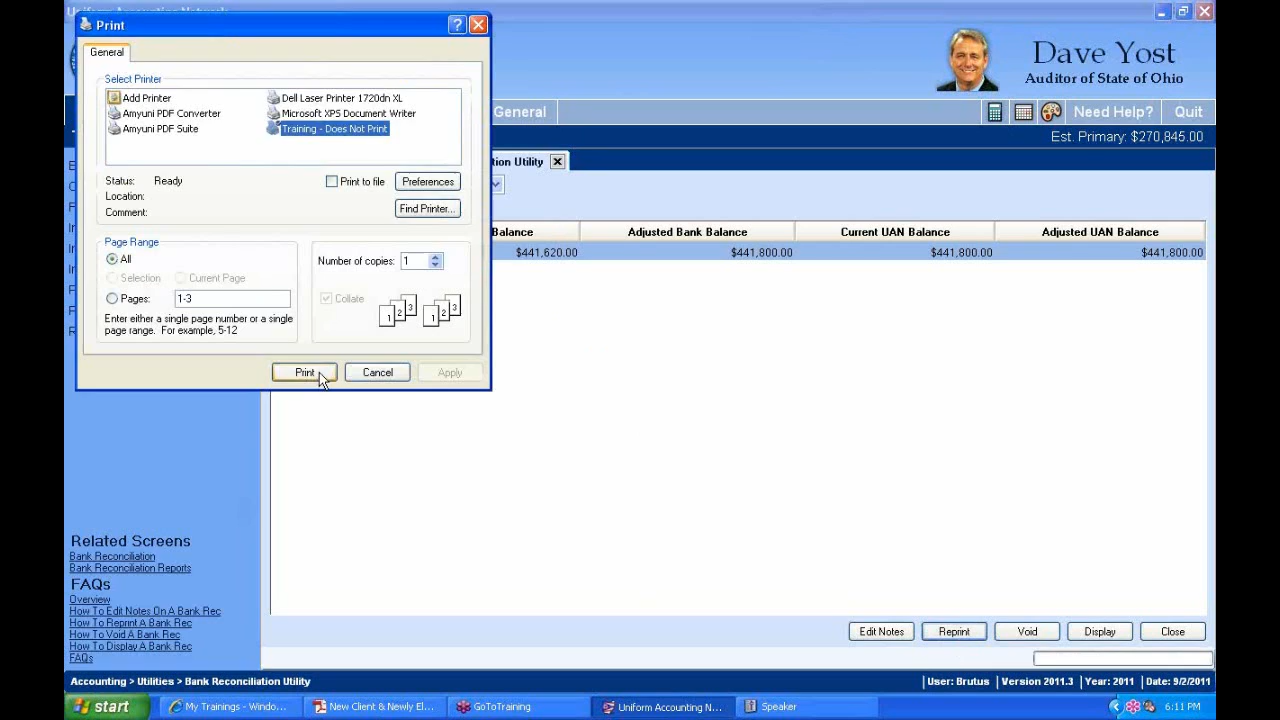 Print
General
Select Printer
Add Printer
Dell Laser Printer 1720dn XL
Amyuni PDF Converter
Microsoft XPS Document Writer
Amyuni PDF Suite
Training - Does Not Print
Status: Ready
Print to file
Preferences
Location:
Comment:
Find Printer...
Page Range
All
Selection
Current Page
Pages: 1-3
Enter either a single page number or a single
page range. For example, 5-12
Number of copies: 1
Collate
1 2 3 1 2 3
Print
Cancel
Apply
Dave Yost
Auditor of State of Ohio
General
Need Help?
Quit
Est. Primary: $270,845.00
tion Utility
Balance
Adjusted Bank Balance
Current UAN Balance
Adjusted UAN Balance
$441,620.00
$441,800.00
$441,800.00
$441,800.00
Related Screens
Bank Reconciliation
Bank Reconciliation Reports
FAQs
Overview
How To Edit Notes On A Bank Rec
How To Reprint A Bank Rec
How To Void A Bank Rec
How To Display A Bank Rec
FAQs
Edit Notes
Reprint
Void
Display
Close
Accounting > Utilities > Bank Reconciliation Utility
User: Brutus
Version 2011.3
Year: 2011
Date: 9/2/2011
start
My Trainings - Windo...
New Client & Newly El...
GoToTraining
Uniform Accounting N...
Speaker
6:11 PM